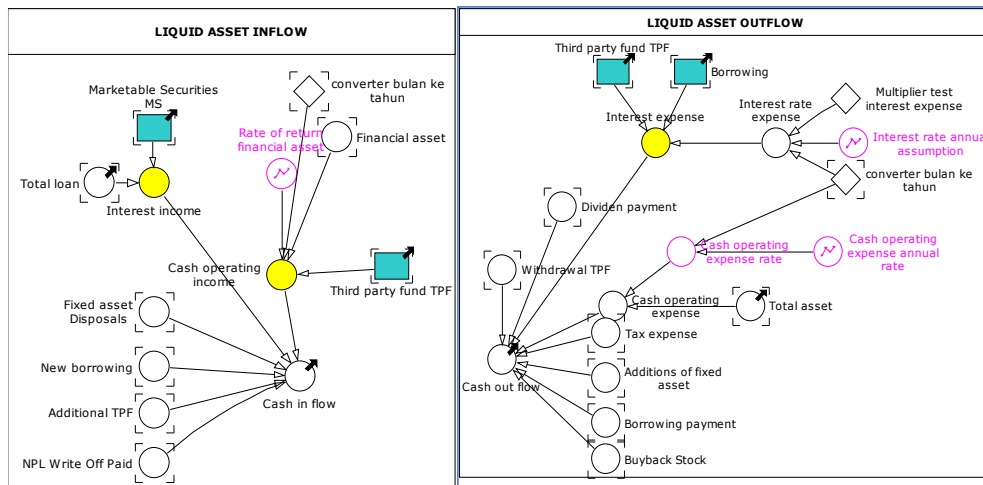 LIQUID ASSET INFLOW
Marketable Securities
MS
converter bulan ke
tahun
Rate of return
financial asset
Financial asset
Total loan
Interest income
Cash operating
income
Third party fund TPF
Fixed asset
Disposals
New borrowing
Additional TPF
NPL Write Off Paid
Cash in flow
LIQUID ASSET OUTFLOW
Third party fund TPF
Borrowing
Interest expense
Interest rate
expense
Multiplier test
interest expense
Interest rate annual
assumption
converter bulan ke
tahun
Dividen payment
Cash operating
expense rate
Cash operating
expense annual
rate
Withdrawal TPF
Cash operating
expense
Total asset
Tax expense
Cash out flow
Additions of fixed
asset
Borrowing payment
Buyback Stock